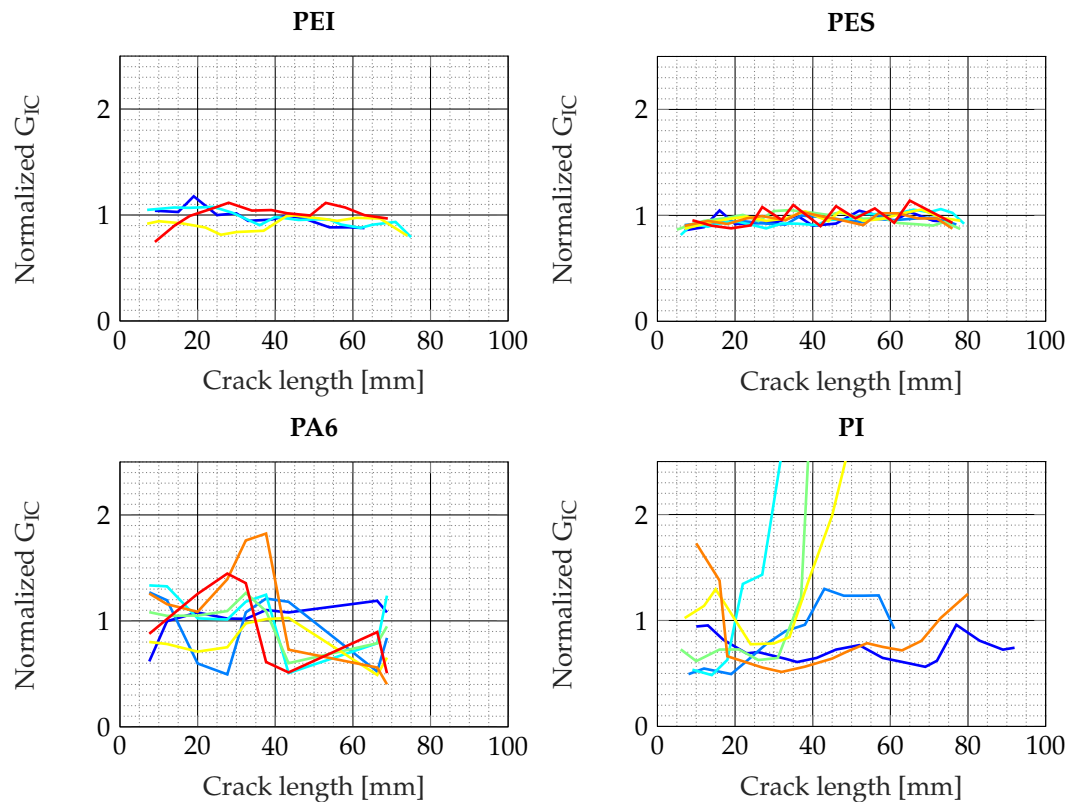 PEI
Normalized G_IC
2
1
0
0 20 40 60 80 100
Crack length [mm]
PES
Normalized G_IC
2
1
0
0 20 40 60 80 100
Crack length [mm]
PA6
Normalized G_IC
2
1
0
0 20 40 60 80 100
Crack length [mm]
PI
Normalized G_IC
2
1
0
0 20 40 60 80 100
Crack length [mm]